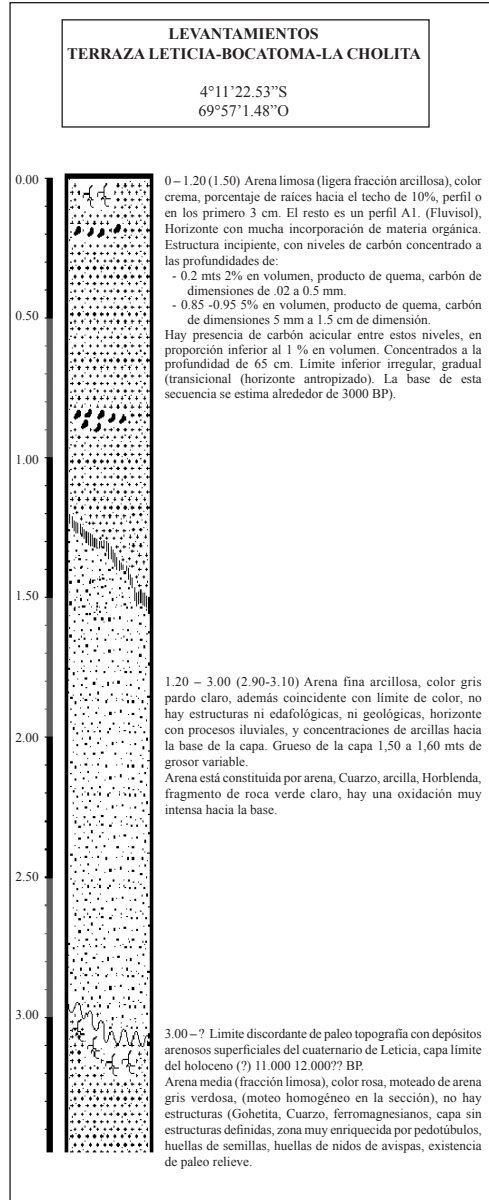 LEVANTAMIENTOS
TERRAZA LETICIA-BOCATOMA-LA CHOLITA
4°11’22.53”S
69°57’1.48”O
0.00
0 – 1.20 (1.50) Arena limosa (ligera fracción arcillosa), color
crema, porcentaje de raíces hacia el techo de 10%, perfil o
en los primero 3 cm. El resto es un perfil A1. (Fluvisol),
Horizonte con mucha incorporación de materia orgánica.
Estructura incipiente, con niveles de carbón concentrado a
las profundidades de:
- 0.2 mts 2% en volumen, producto de quema, carbón de
dimensiones de .02 a 0.5 mm.
- 0.85 -0.95 5% en volumen, producto de quema, carbón
de dimensiones 5 mm a 1.5 cm de dimensión.
Hay presencia de carbón acicular entre estos niveles, en
proporción inferior al 1 % en volumen. Concentrados a la
profundidad de 65 cm. Límite inferior irregular, gradual
(transicional (horizonte antropizado). La base de esta
secuencia se estima alrededor de 3000 BP).
0.50
1.00
1.50
1.20 – 3.00 (2.90-3.10) Arena fina arcillosa, color gris
pardo claro, además coincidente con límite de color, no
hay estructuras ni edafológicas, ni geológicas, horizonte
con procesos iluviales, y concentraciones de arcillas hacia
la base de la capa. Grueso de la capa 1,50 a 1,60 mts de
grosor variable.
Arena está constituida por arena, Cuarzo, arcilla, Horblenda,
fragmento de roca verde claro, hay una oxidación muy
intensa hacia la base.
2.00
2.50
3.00
3.00 – ? Limite discordante de paleo topografía con depósitos
arenosos superficiales del cuaternario de Leticia, capa límite
del holoceno (?) 11.000 12.000?? BP.
Arena media (fracción limosa), color rosa, moteado de arena
gris verdosa, (moteo homogéneo en la sección), no hay
estructuras (Gohetita, Cuarzo, ferromagnesianos, capa sin
estructuras definidas, zona muy enriquecida por pedotúbulos,
huellas de semillas, huellas de nidos de avispas, existencia
de paleo relieve.